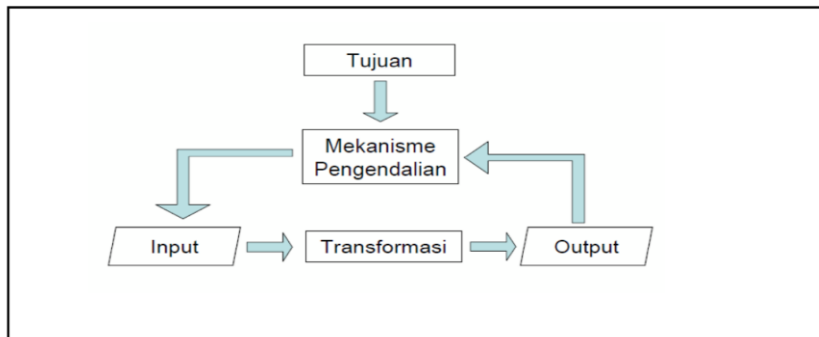 Tujuan
Mekanisme
Pengendalian
Input
Transformasi
Output